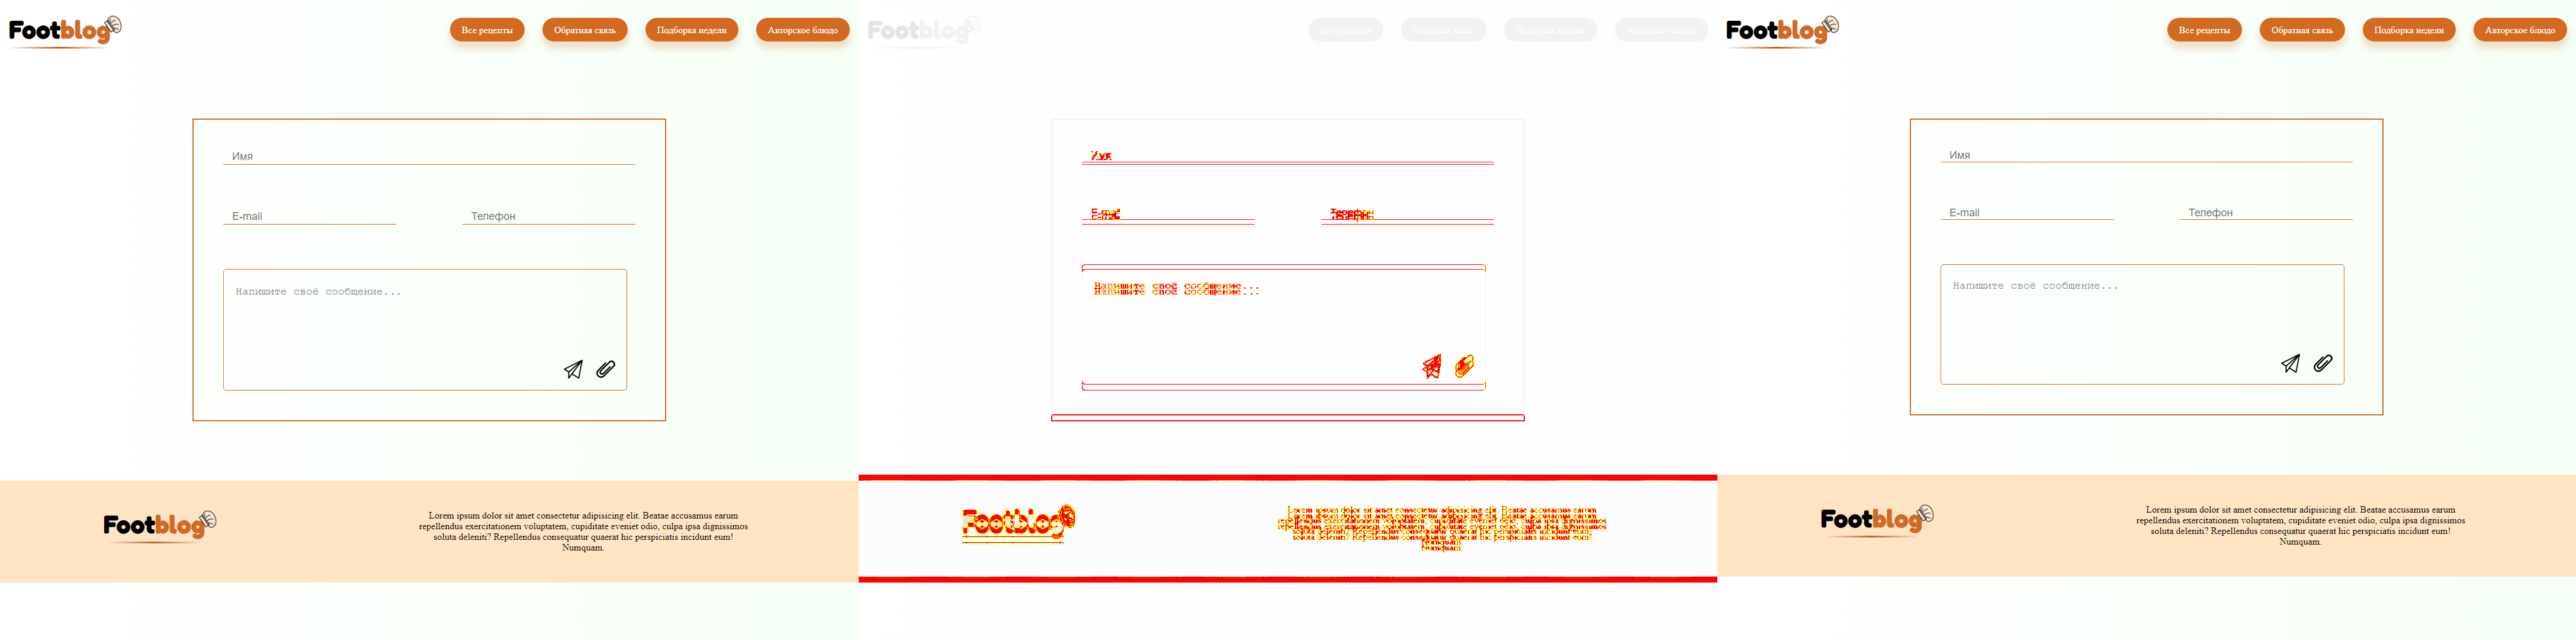 Footblog
Все рецепты
Обратная связь
Подборка недели
Авторское блюдо
Имя
E-mail
Телефон
Напишите своё сообщение...
Footblog
Lorem ipsum dolor sit amet consectetur adipisicing elit. Beatae accusamus earum
repellendus exercitationem voluptatem, cupiditate eveniet odio, culpa ipsa dignissimos
soluta deleniti? Repellendus consequatur quaerat hic perspiciatis incidunt eum!
Numquam.
Footblog
Все рецепты
Обратная связь
Подборка недели
Авторское блюдо
E-mail
Телефон
Напишите своё сообщение...
Footblog
Lorem ipsum dolor sit amet consectetur adipisicing elit. Beatae accusamus earum
repellendus exercitationem voluptatem, cupiditate eveniet odio, culpa ipsa dignissimos
soluta deleniti? Repellendus consequatur quaerat hic perspiciatis incidunt eum!
Numquam.
Footblog
Все рецепты
Обратная связь
Подборка недели
Авторское блюдо
Имя
E-mail
Телефон
Напишите своё сообщение...
Footblog
Lorem ipsum dolor sit amet consectetur adipisicing elit. Beatae accusamus earum
repellendus exercitationem voluptatem, cupiditate eveniet odio, culpa ipsa dignissimos
soluta deleniti? Repellendus consequatur quaerat hic perspiciatis incidunt eum!
Numquam.